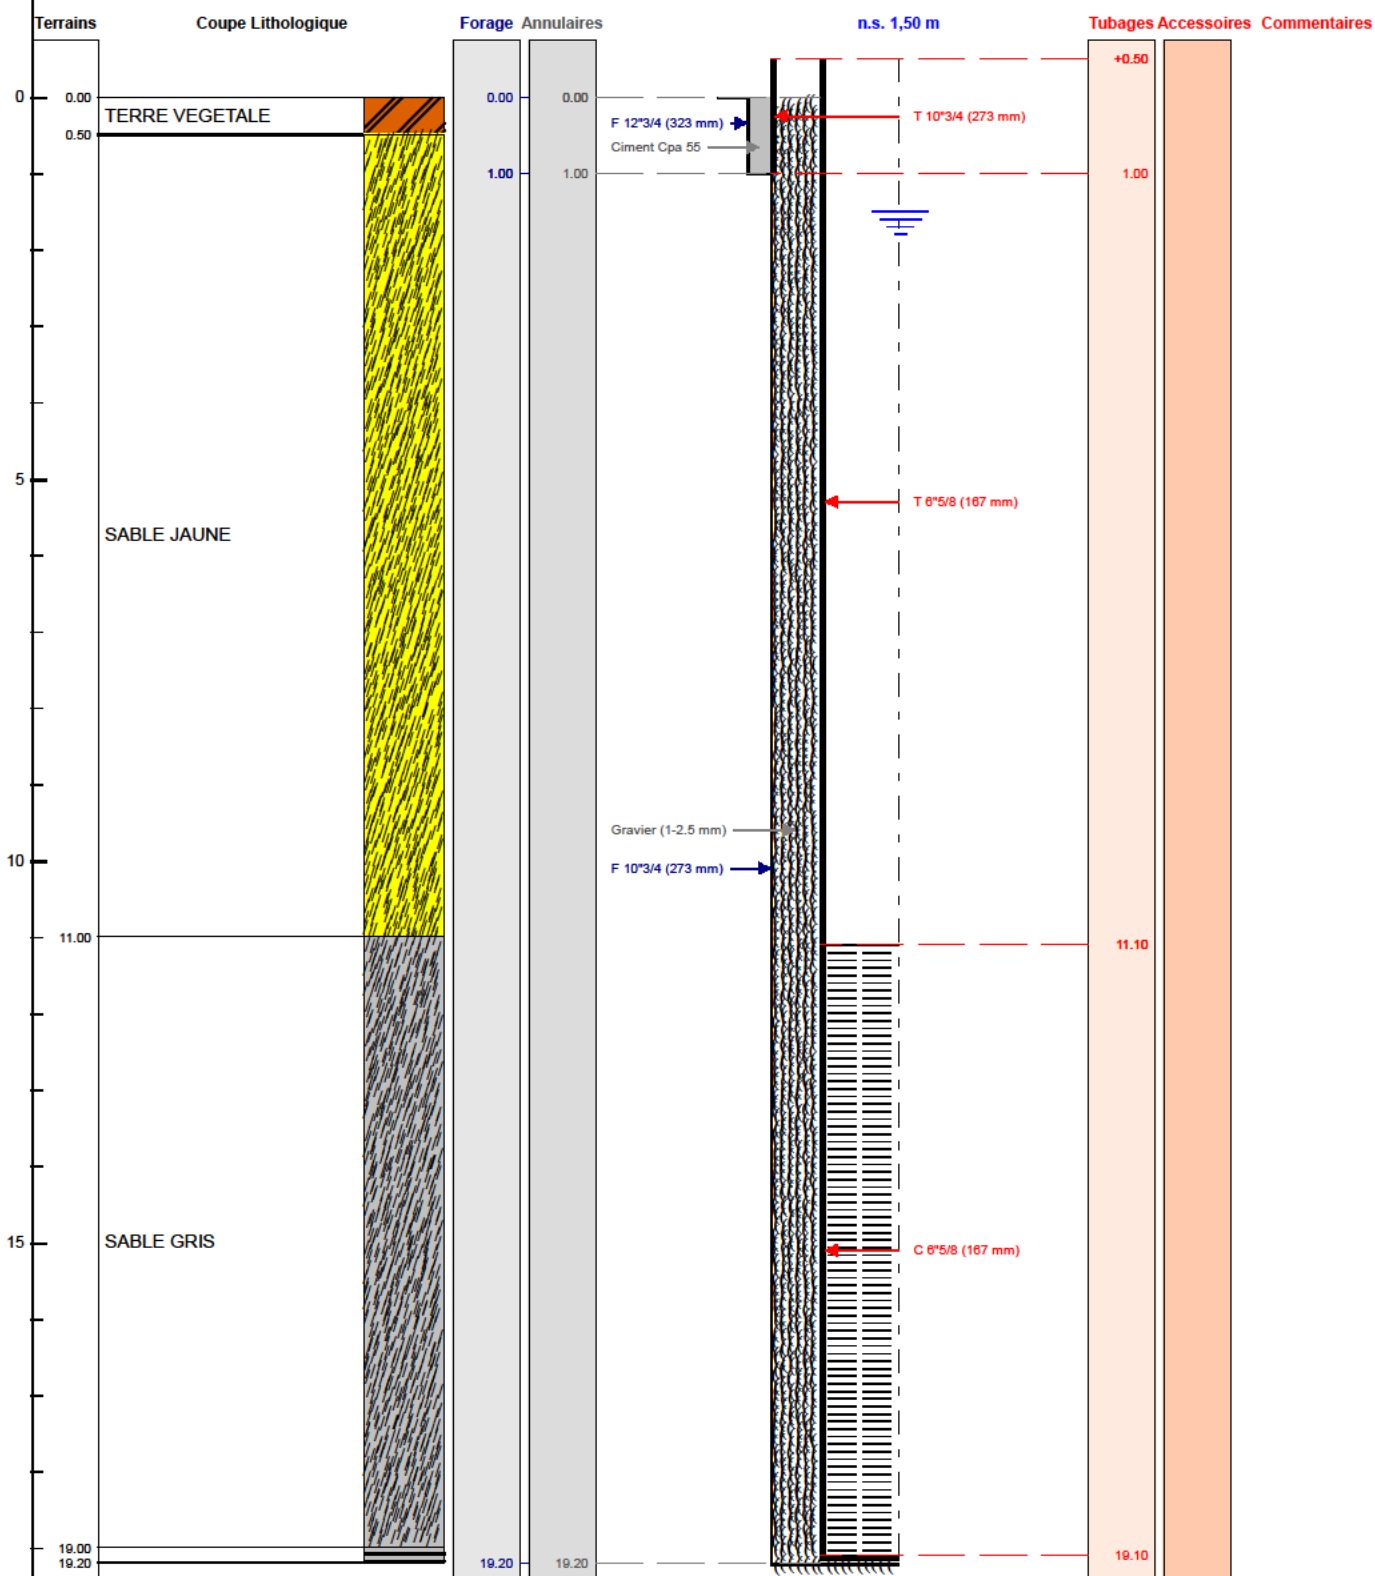 Terrains Coupe Lithologique Forage Annulaires n.s. 1,50 m Tubages Accessoires Commentaires
+0.50
0 0.00 0.00 0.00
TERRE VEGETALE
F 12"3/4 (323 mm) T 10"3/4 (273 mm)
0.50
Ciment Cpa 55
1.00 1.00 1.00
5
T 6"5/8 (167 mm)
SABLE JAUNE
Gravier (1-2.5 mm)
10
F 10"3/4 (273 mm)
11.00 11.10
15 SABLE GRIS
C 6"5/8 (167 mm)
19.00
19.10
19.20 19.20 19.20